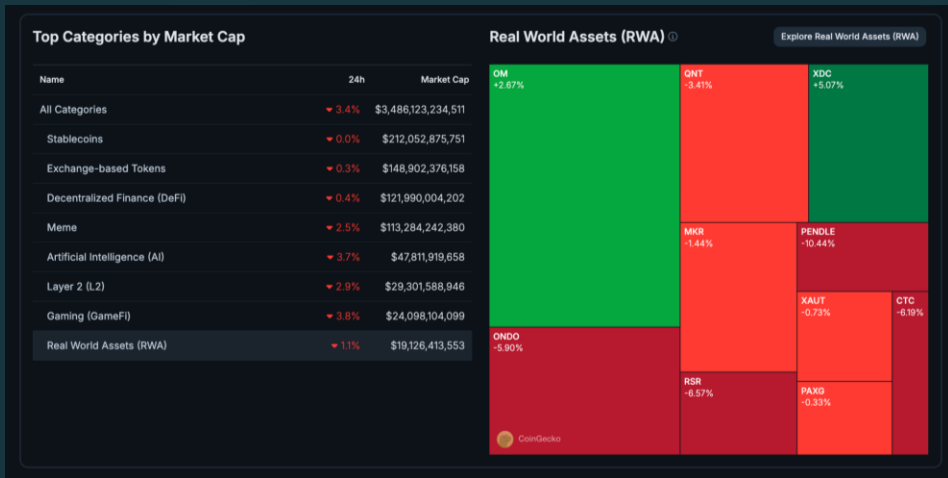 Top Categories by Market Cap
Name 24h Market Cap
All Categories 3.4% $3,486,123,234,511
Stablecoins 0.0% $212,052,875,751
Exchange-based Tokens 0.3% $148,902,376,158
Decentralized Finance (DeFi) 0.4% $121,990,004,202
Meme 2.5% $113,284,242,380
Artificial Intelligence (AI) 3.7% $47,811,919,658
Layer 2 (L2) 2.9% $29,301,588,946
Gaming (GameFi) 3.8% $24,098,104,099
Real World Assets (RWA) 1.1% $19,126,413,553
Real World Assets (RWA)
Explore Real World Assets (RWA)
OM
+2.67%
QNT
-3.41%
XDC
+5.07%
MKR
-1.44%
PENDLE
-10.44%
XAUT
-0.73%
CTC
-6.19%
ONDO
-5.90%
RSR
-6.57%
PAXG
-0.33%
CoinGecko